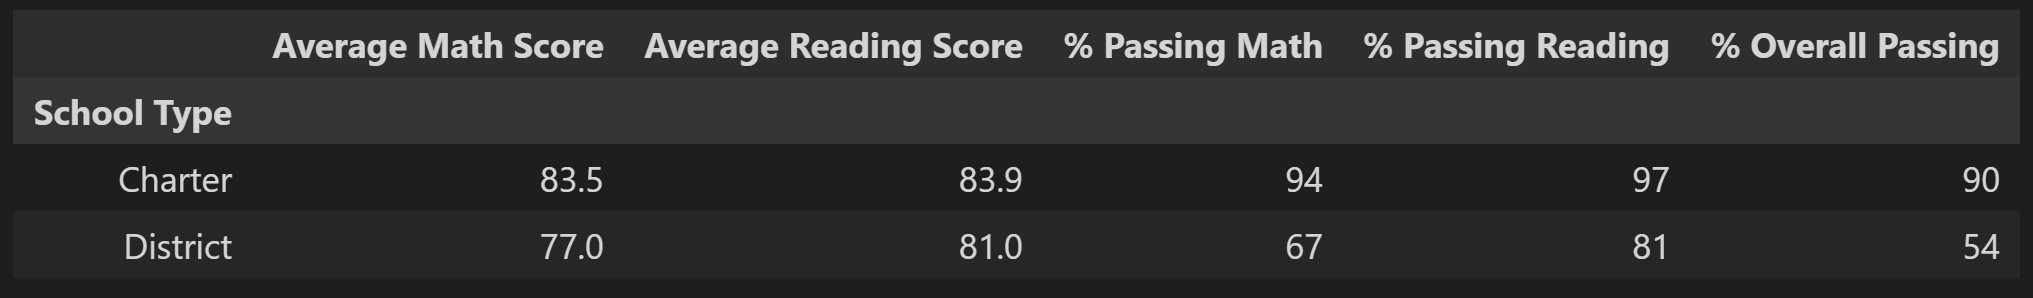 Average Math Score Average Reading Score % Passing Math % Passing Reading % Overall Passing
School Type
Charter 83.5 83.9 94 97 90
District 77.0 81.0 67 81 54